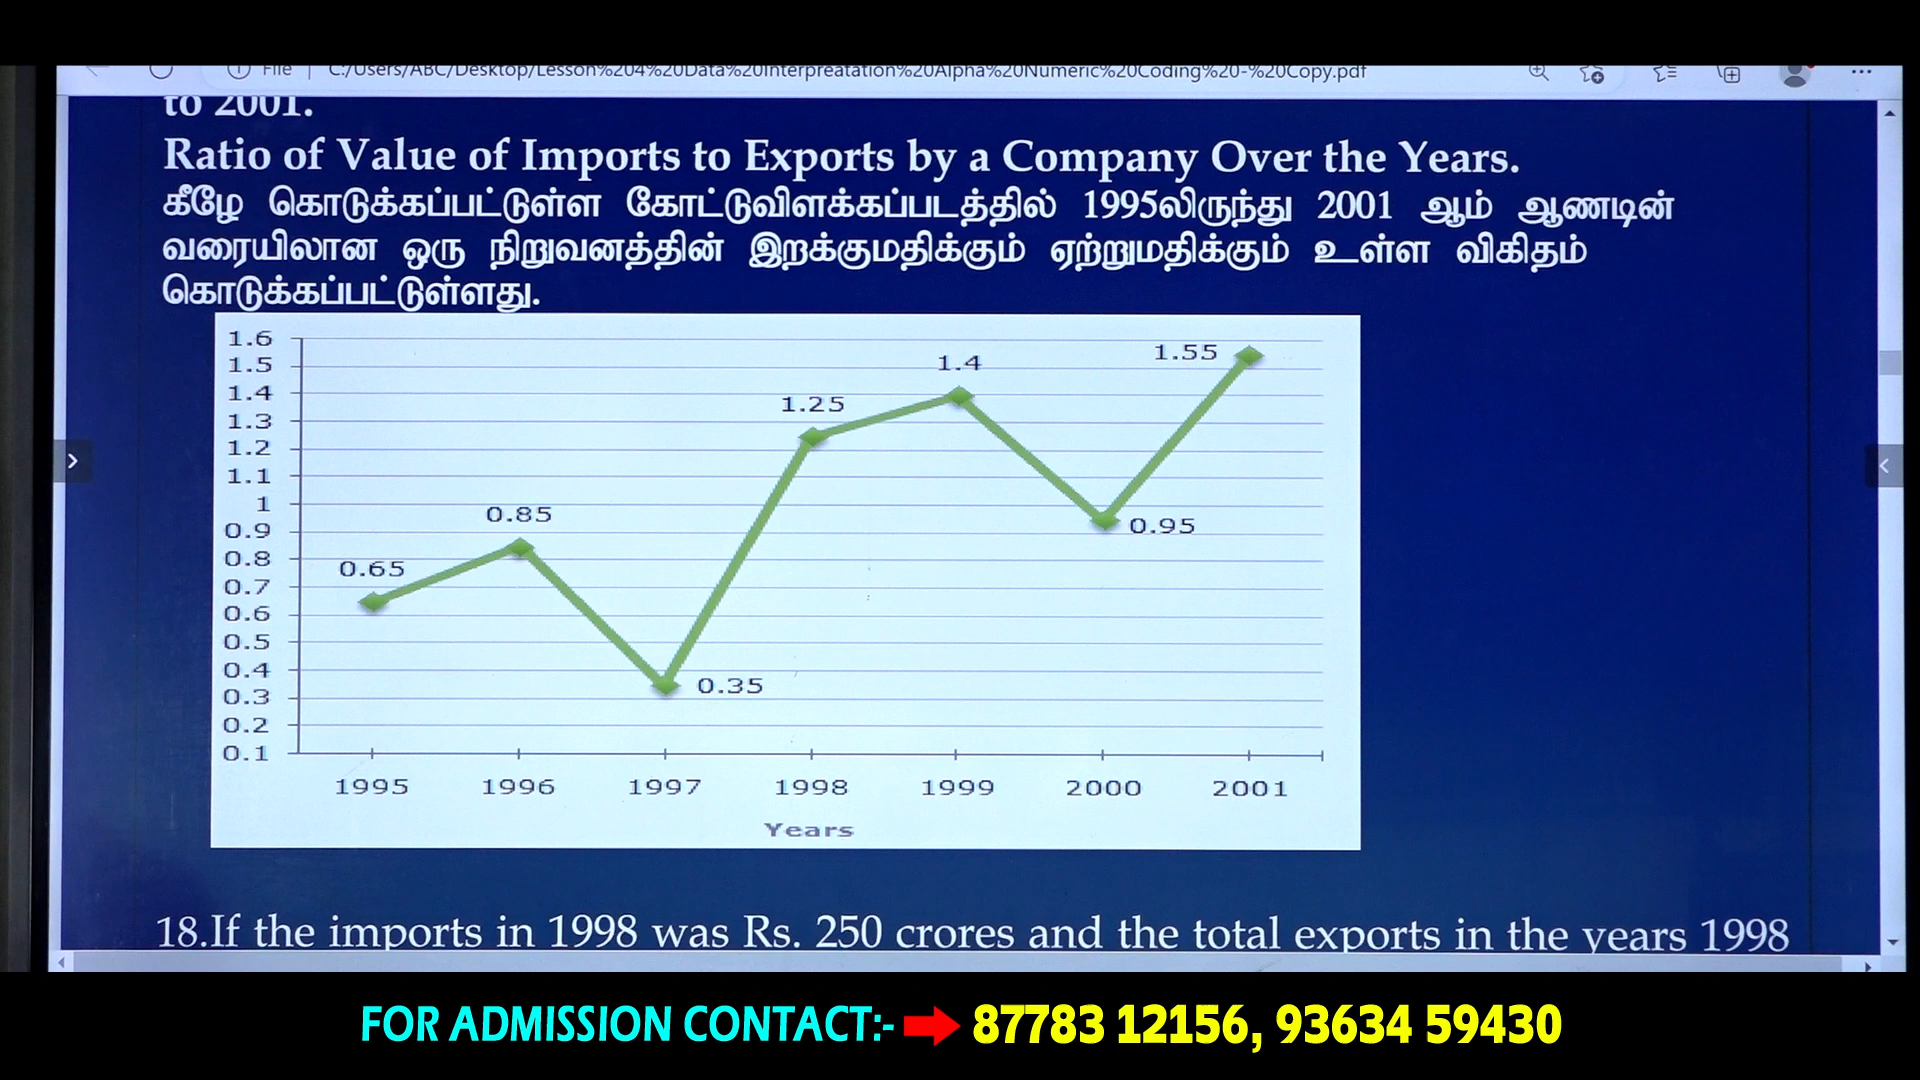 File | C:/Users/ABC/Desktop/Lesson%204%20Data%20Interpreatation%20Alpha%20Numeric%20Coding%20-%20Copy.pdf
to 2001.
Ratio of Value of Imports to Exports by a Company Over the Years.
கீழே கொடுக்கப்பட்டுள்ள கோட்டுவிளக்கப்படத்தில் 1995லிருந்து 2001 ஆம் ஆணடின்
வரையிலான ஒரு நிறுவனத்தின் இறக்குமதிக்கும் ஏற்றுமதிக்கும் உள்ள விகிதம்
கொடுக்கப்பட்டுள்ளது.
1.6
1.5
1.4
1.3
1.2
1.1
1
0.9
0.8
0.7
0.6
0.5
0.4
0.3
0.2
0.1
0.65
0.85
0.35
1.25
1.4
0.95
1.55
1995 1996 1997 1998 1999 2000 2001
Years
18.If the imports in 1998 was Rs. 250 crores and the total exports in the years 1998
FOR ADMISSION CONTACT:- 87783 12156, 93634 59430